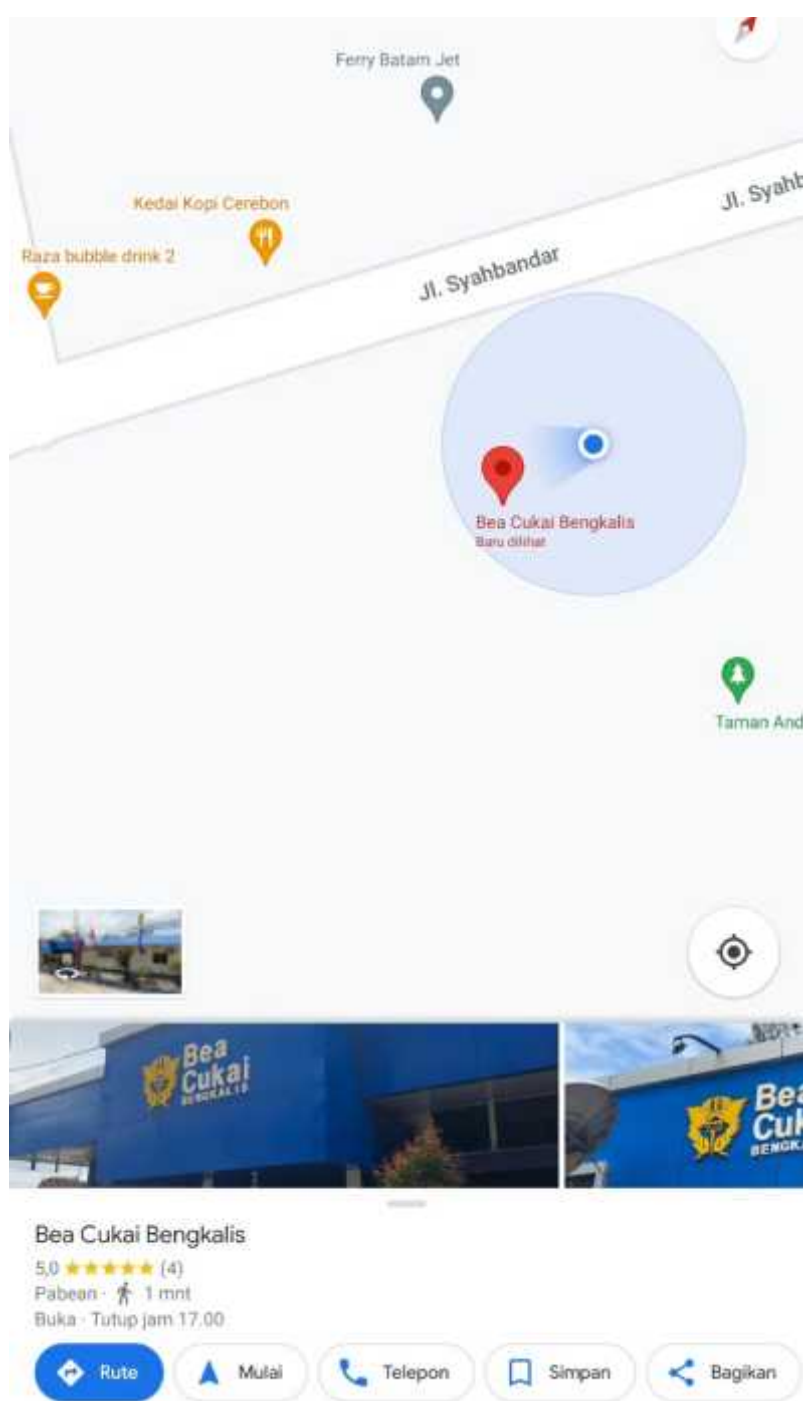 Ferry Batam Jet
Jl. Syahb
Kedai Kopi Cerebon
Raza bubble drink 2
Jl. Syahbandar
Bea Cukai Bengkalis
Baru dilihat
Taman And
Bea
Cukai
BENGKALIS
Bea
Cuk
BENGKA
Bea Cukai Bengkalis
5,0 ★★★★★ (4)
Pabean · 1 mnt
Buka · Tutup jam 17.00
Rute
Mulai
Telepon
Simpan
Bagikan